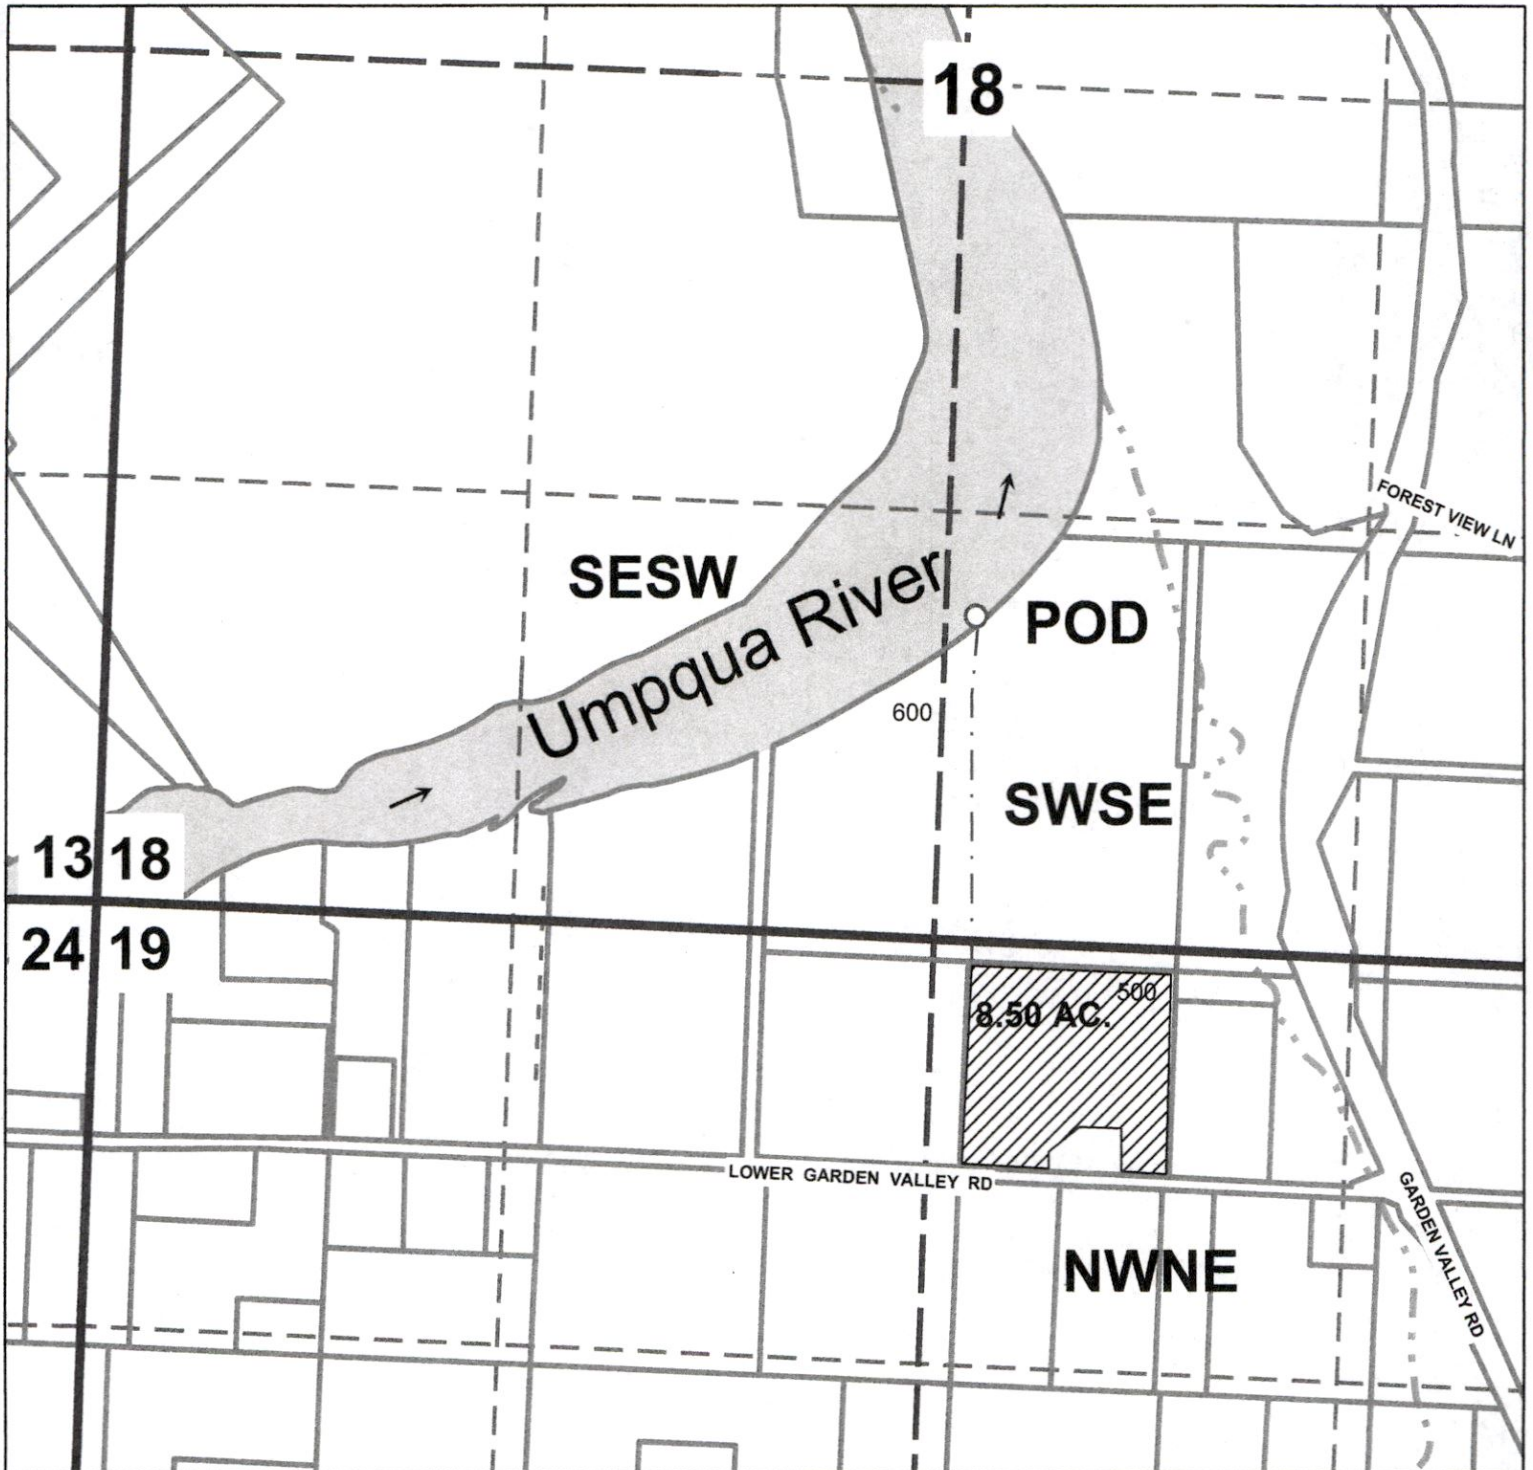 18
FOREST VIEW LN
SESW
Umpqua River
POD
600
SWSE
13 18
24 19
500
8.50 AC.
LOWER GARDEN VALLEY RD
GARDEN VALLEY RD
NWNE